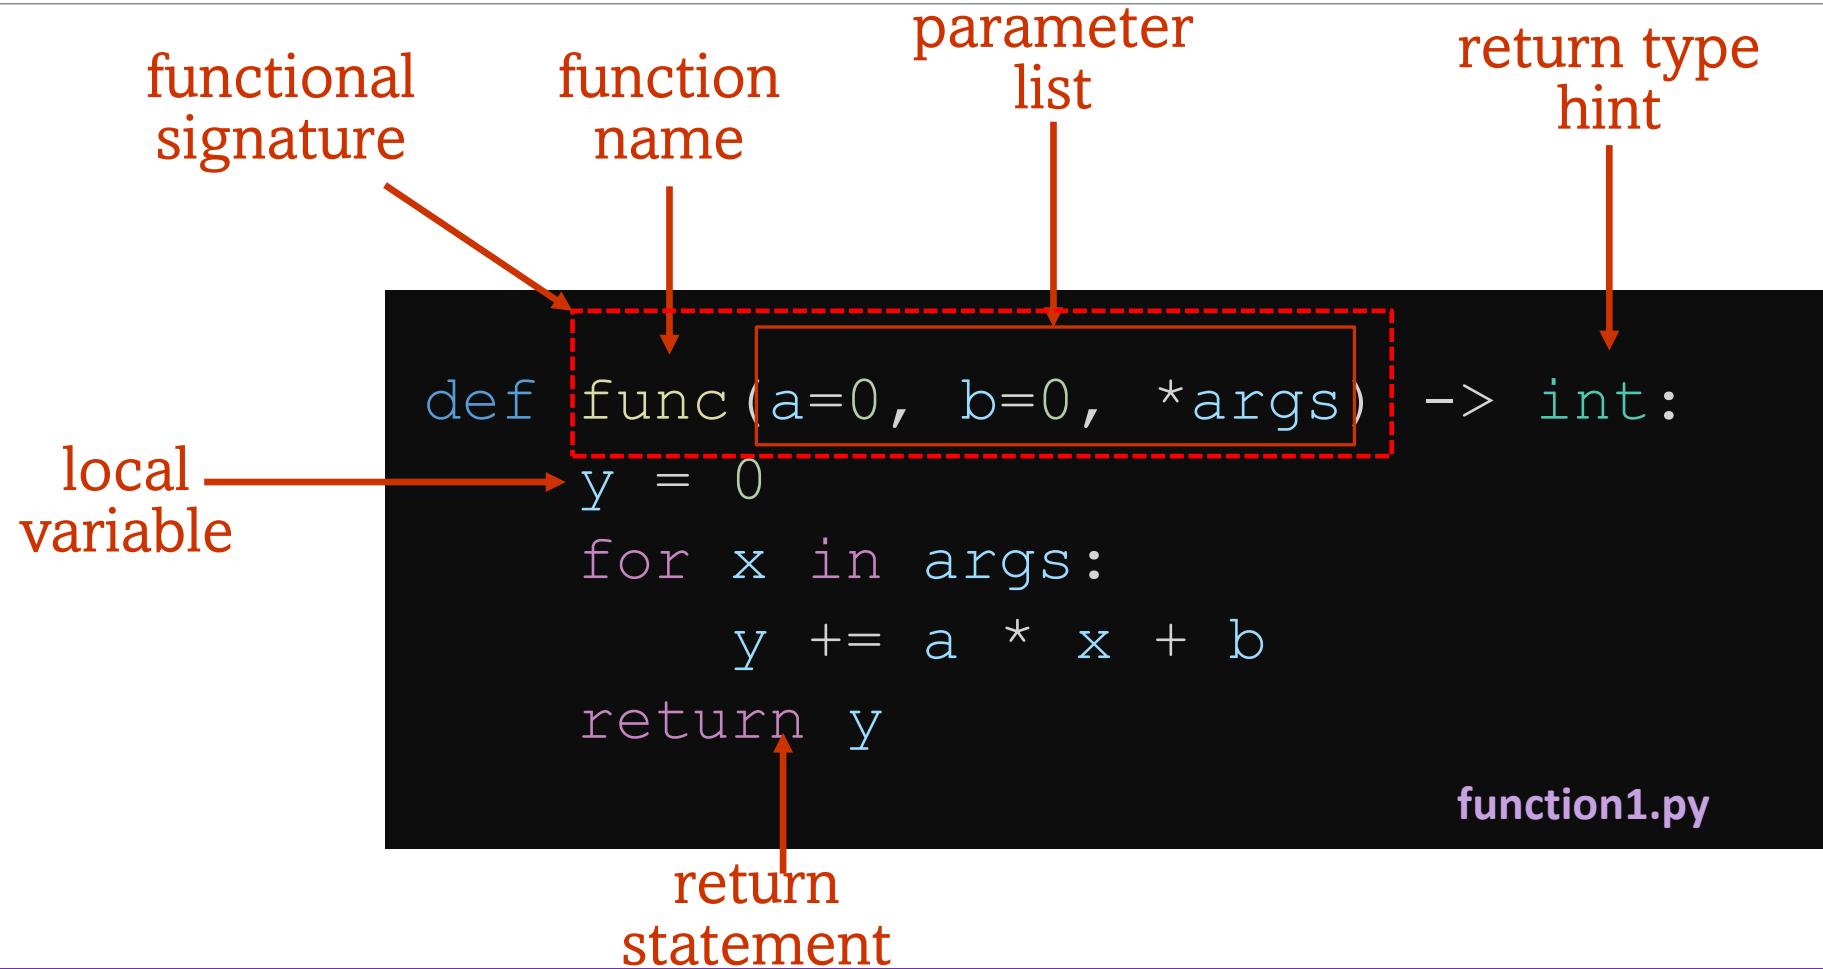 parameter
list
return type
hint
functional
signature
function
name
def func(a=0, b=0, *args) -> int:
local
variable
y = 0
for x in args:
y += a * x + b
return y
function1.py
return
statement